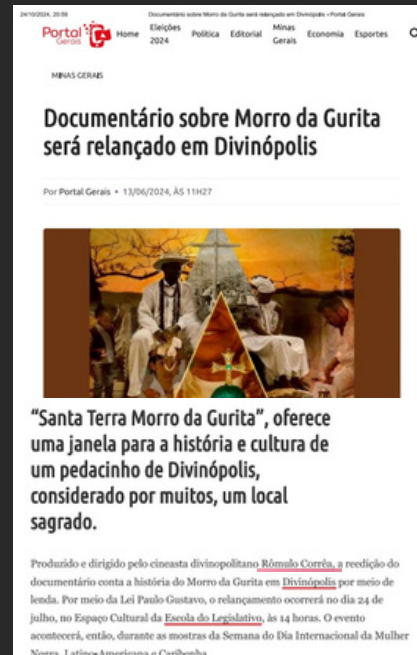 24/10/2024, 20:59 Documentário sobre Morro da Gurita será relançado em Divinópolis • Portal Gerais
Portal Gerais Home Eleições 2024 Política Editorial Minas Gerais Economia Esportes
MINAS GERAIS
Documentário sobre Morro da Gurita
será relançado em Divinópolis
Por Portal Gerais • 13/06/2024, ÀS 11H27
“Santa Terra Morro da Gurita”, oferece
uma janela para a história e cultura de
um pedacinho de Divinópolis,
considerado por muitos, um local
sagrado.
Produzido e dirigido pelo cineasta divinopolitano Rômulo Corrêa, a reedição do
documentário conta a história do Morro da Gurita em Divinópolis por meio de
lenda. Por meio da Lei Paulo Gustavo, o relançamento ocorrerá no dia 24 de
julho, no Espaço Cultural da Escola do Legislativo, às 14 horas. O evento
acontecerá, então, durante as mostras da Semana do Dia Internacional da Mulher
Negra, Latino-Americana e Caribenha.